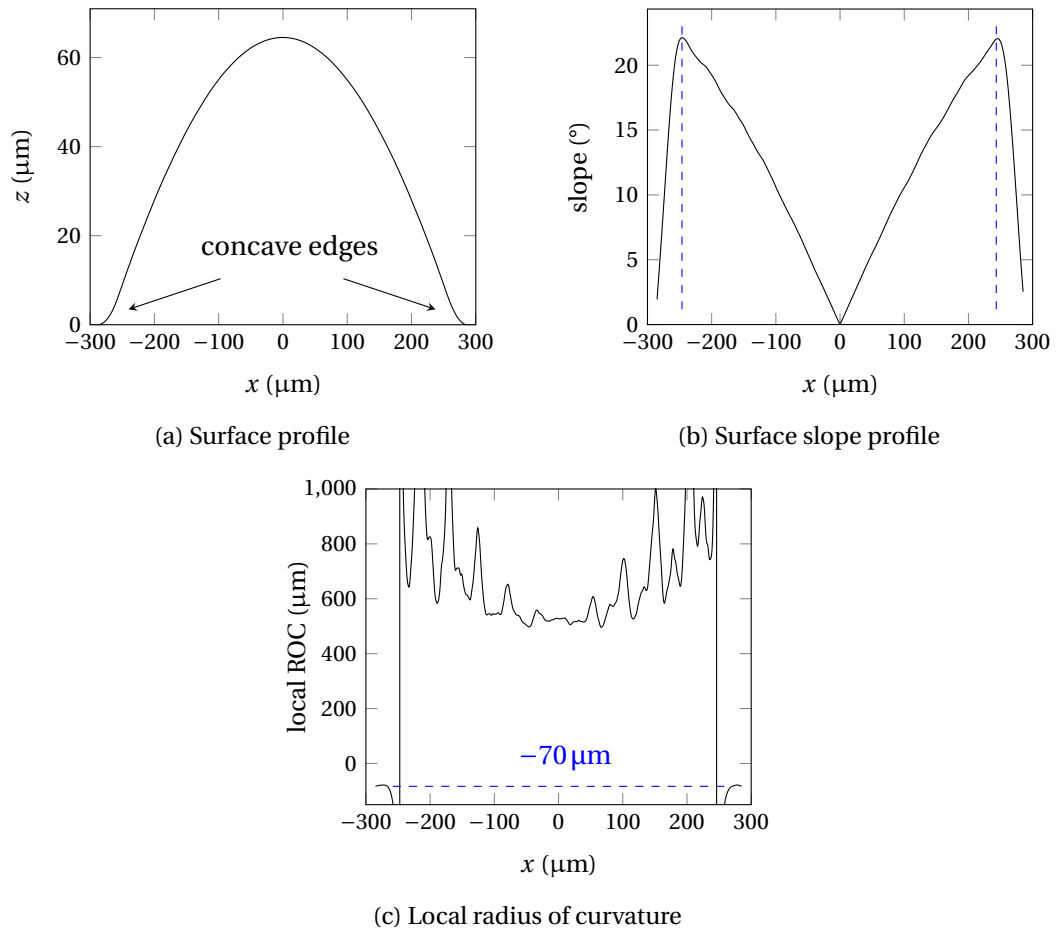 z (μm)
60
40
20
0
concave edges
−300 −200 −100 0 100 200 300
x (μm)
(a) Surface profile
slope (°)
20
15
10
5
0
−300 −200 −100 0 100 200 300
x (μm)
(b) Surface slope profile
local ROC (μm)
1,000
800
600
400
200
0
−70 μm
−300 −200 −100 0 100 200 300
x (μm)
(c) Local radius of curvature